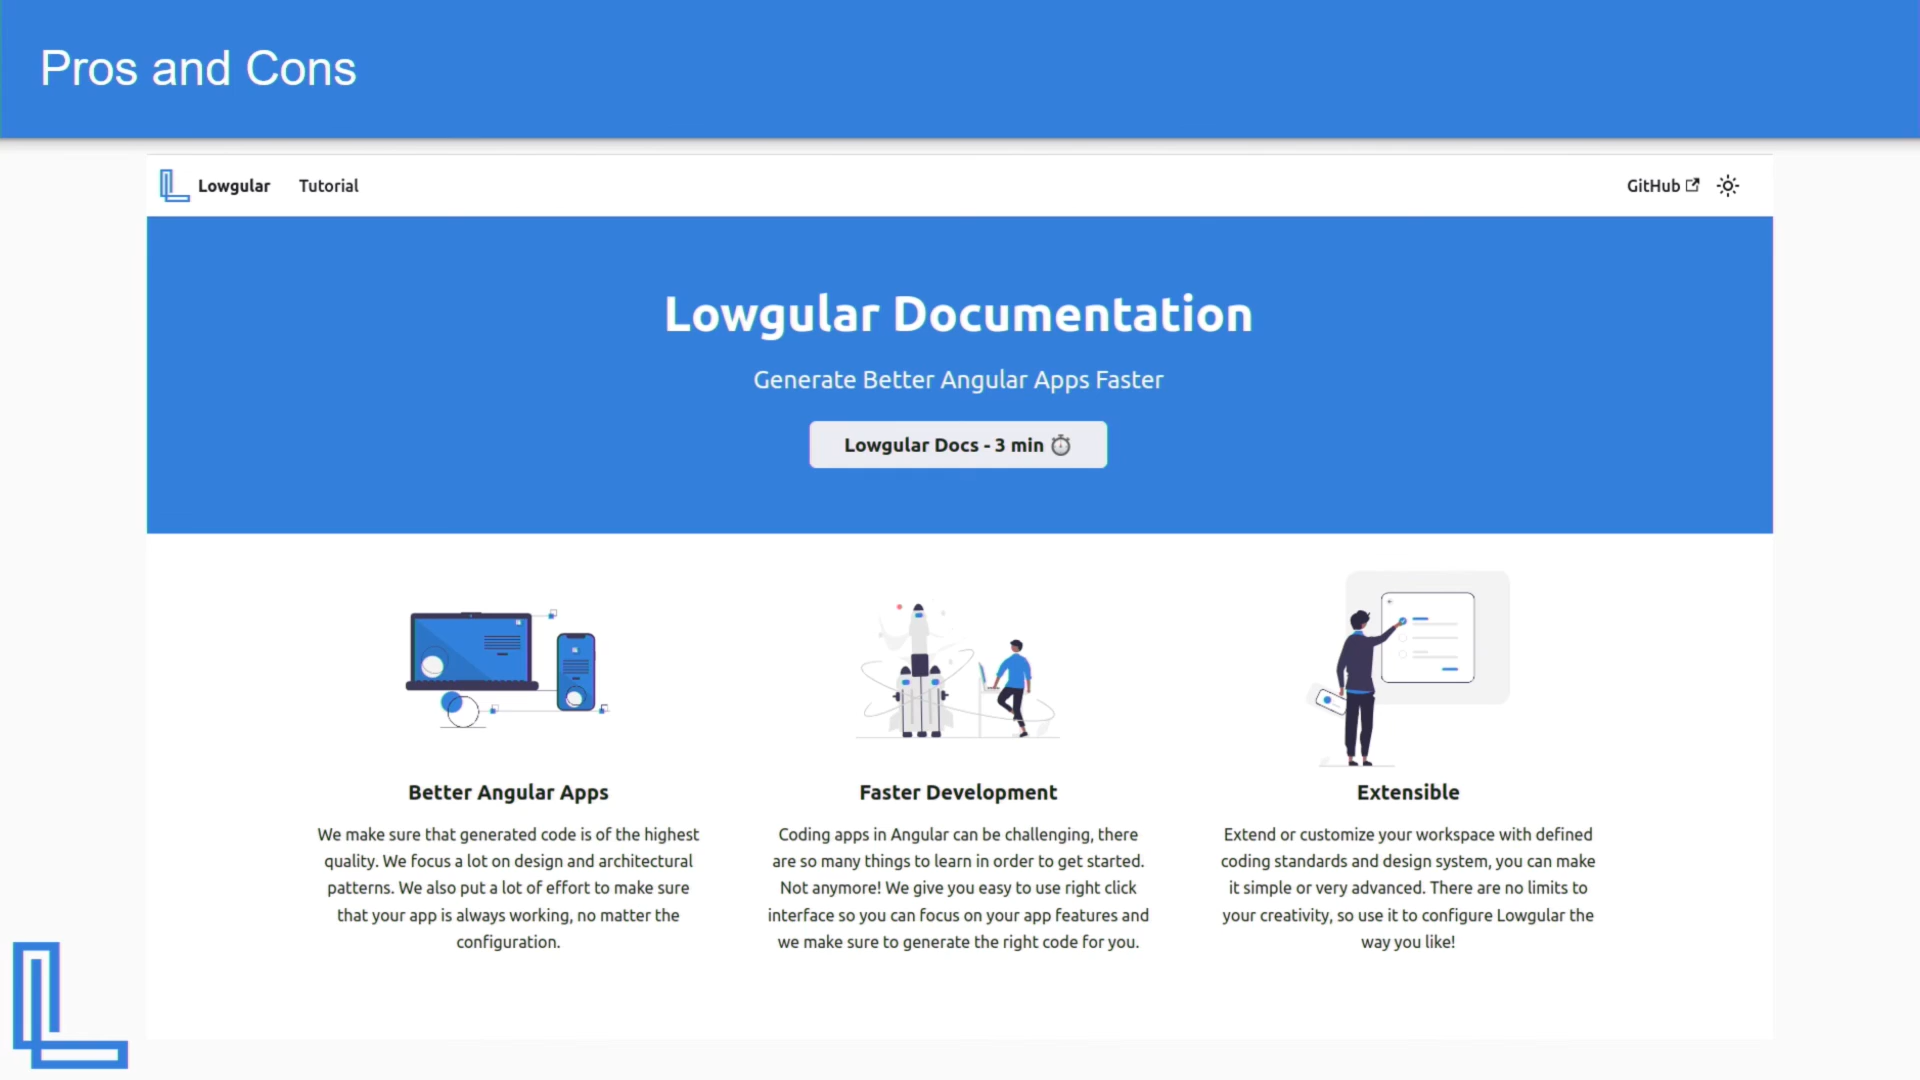 Pros and Cons
Lowgular Tutorial GitHub
Lowgular Documentation
Generate Better Angular Apps Faster
Lowgular Docs - 3 min ⏱️
Better Angular Apps
We make sure that generated code is of the highest
quality. We focus a lot on design and architectural
patterns. We also put a lot of effort to make sure
that your app is always working, no matter the
configuration.
Faster Development
Coding apps in Angular can be challenging, there
are so many things to learn in order to get started.
Not anymore! We give you easy to use right click
interface so you can focus on your app features and
we make sure to generate the right code for you.
Extensible
Extend or customize your workspace with defined
coding standards and design system, you can make
it simple or very advanced. There are no limits to
your creativity, so use it to configure Lowgular the
way you like!